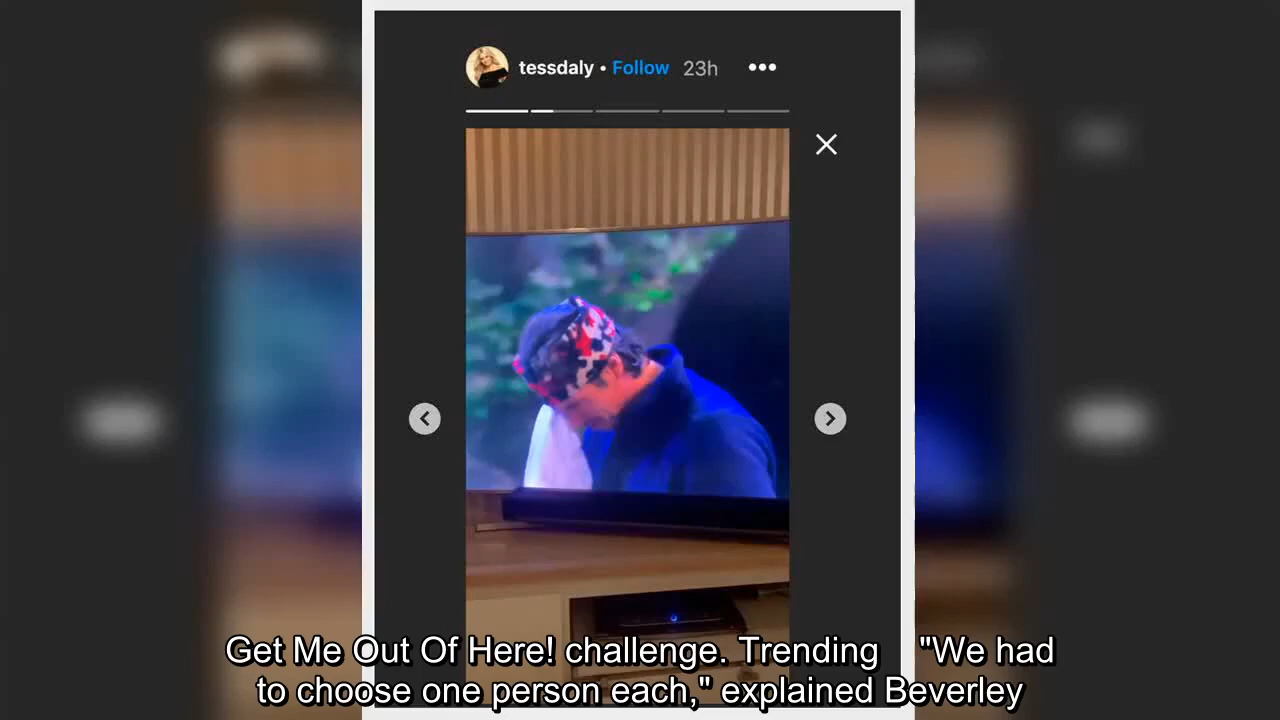 tessdaly • Follow 23h
Get Me Out Of Here! challenge. Trending "We had
to choose one person each," explained Beverley